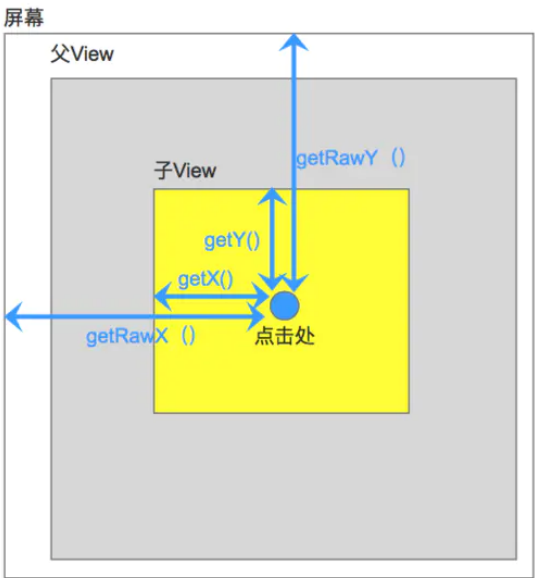 屏幕
父View
getRawY（）
子View
getY()
getX()
getRawX（）
点击处